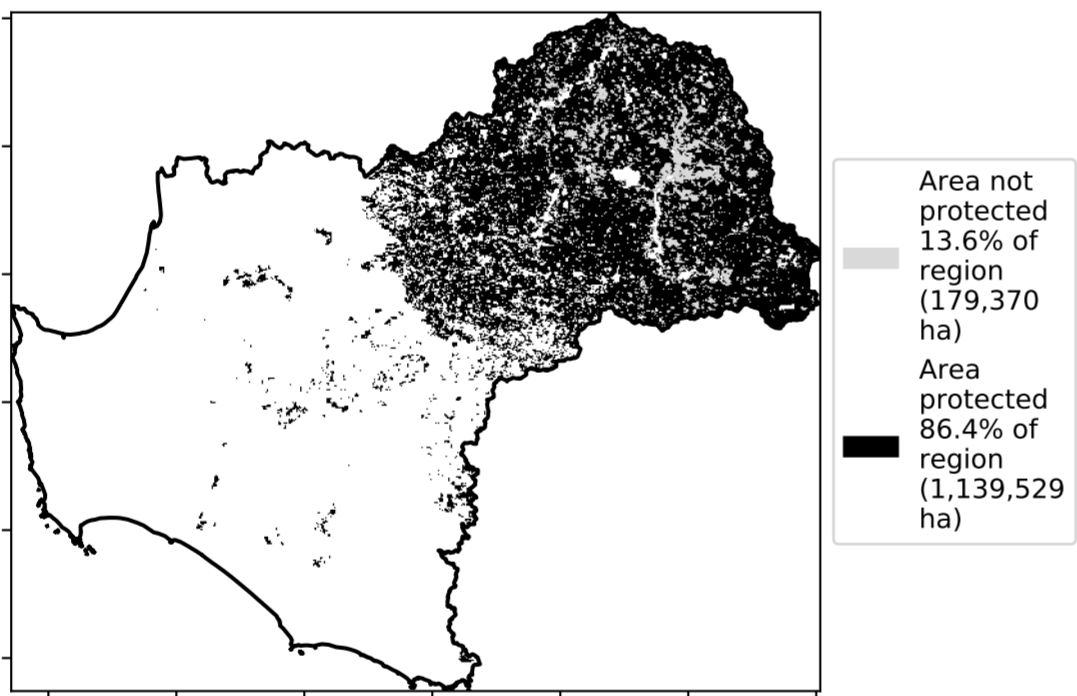 Area not
protected
13.6% of
region
(179,370
ha)
Area
protected
86.4% of
region
(1,139,529
ha)